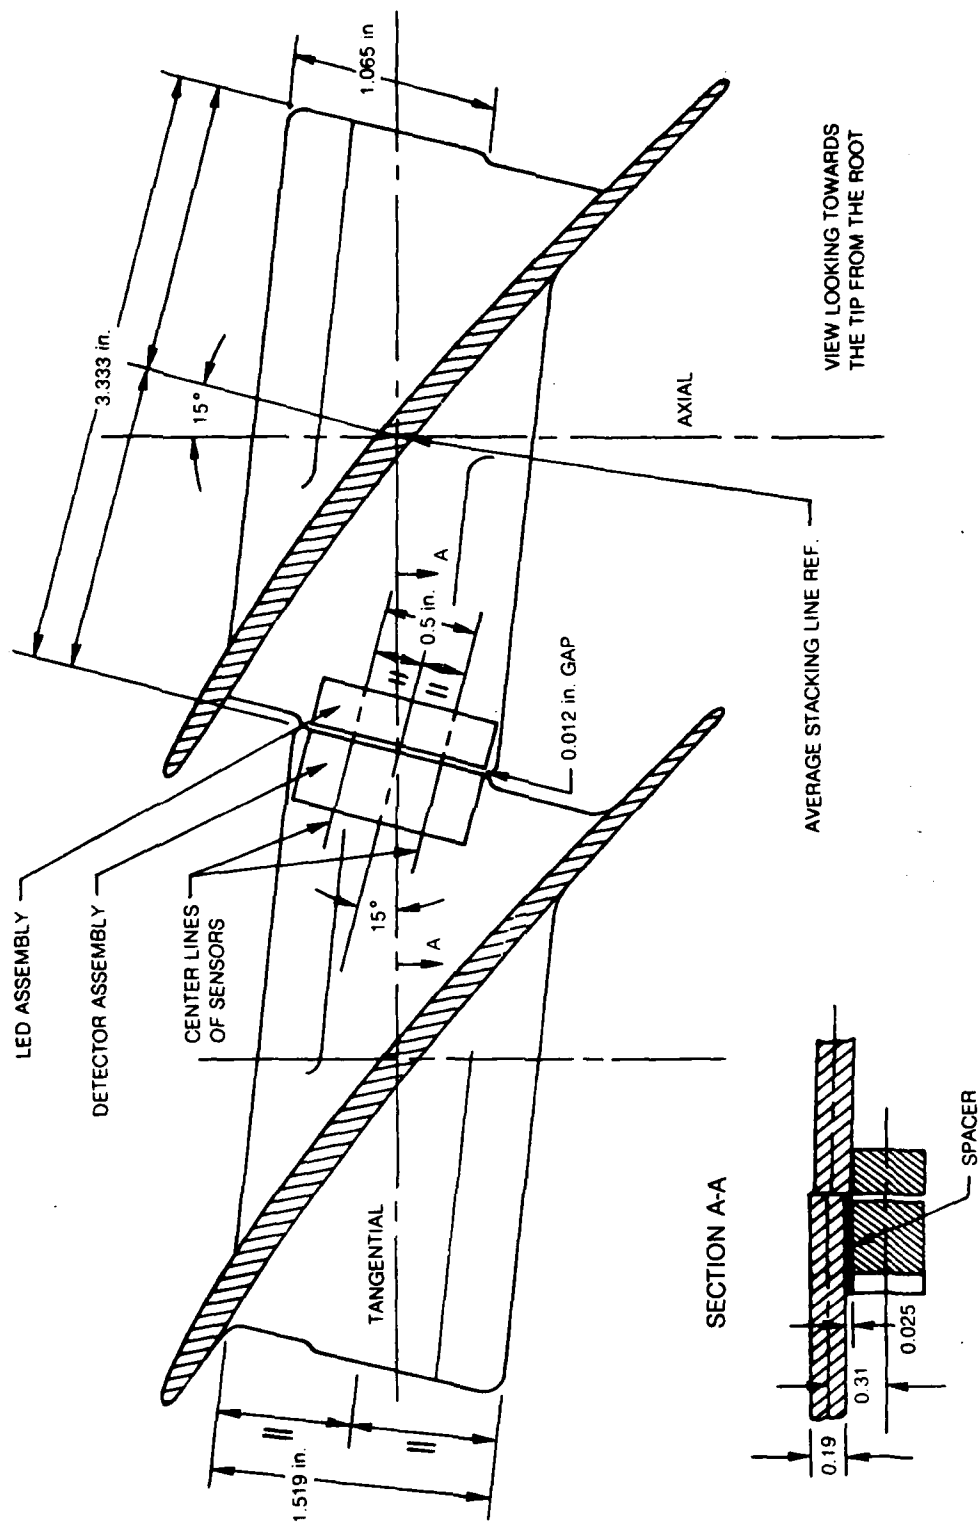 LED ASSEMBLY
DETECTOR ASSEMBLY
CENTER LINES
OF SENSORS
3.333 in.
15°
1.065 in
TANGENTIAL
15°
A
A
0.5 in.
0.012 in. GAP
AXIAL
1.519 in.
AVERAGE STACKING LINE REF.
VIEW LOOKING TOWARDS
THE TIP FROM THE ROOT
SECTION A-A
0.19
0.31
0.025
SPACER